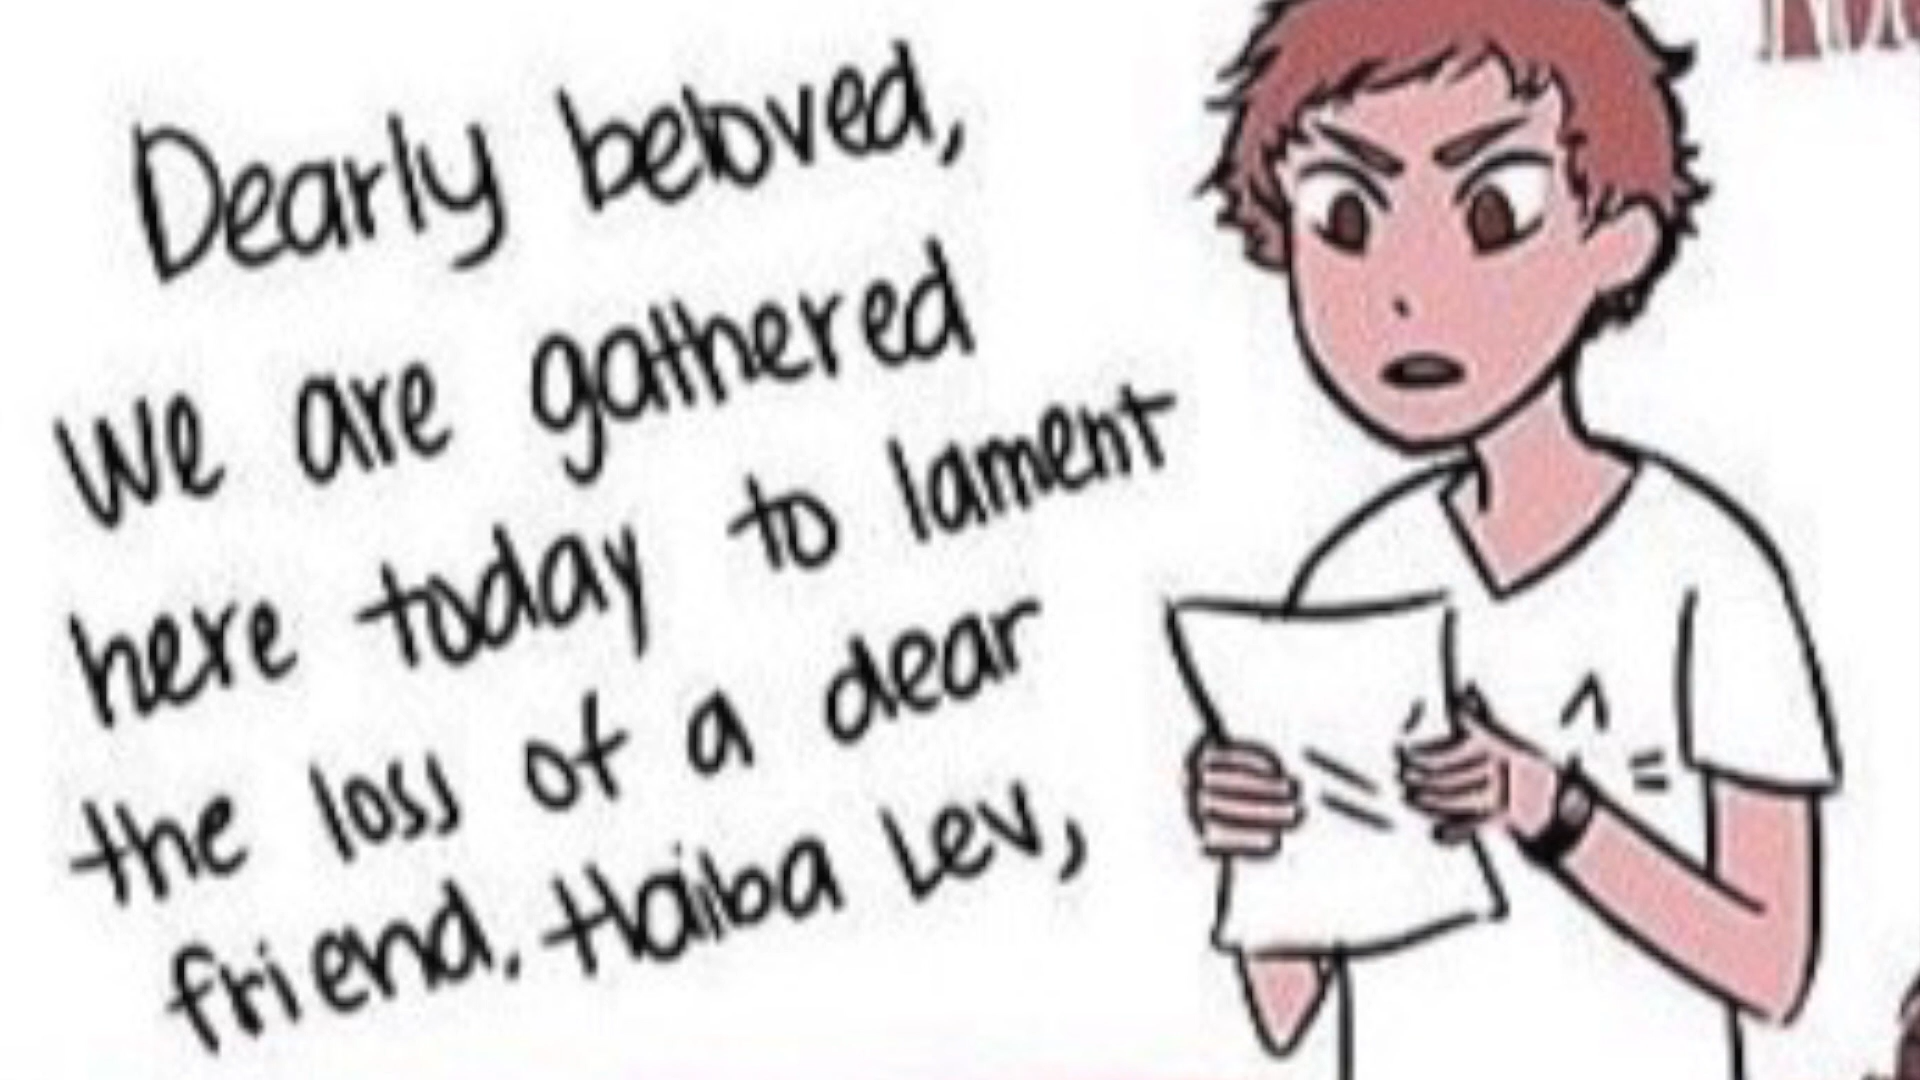 Dearly beloved,
We are gathered
here today to lament
the loss of a dear
friend. Haiba Lev,